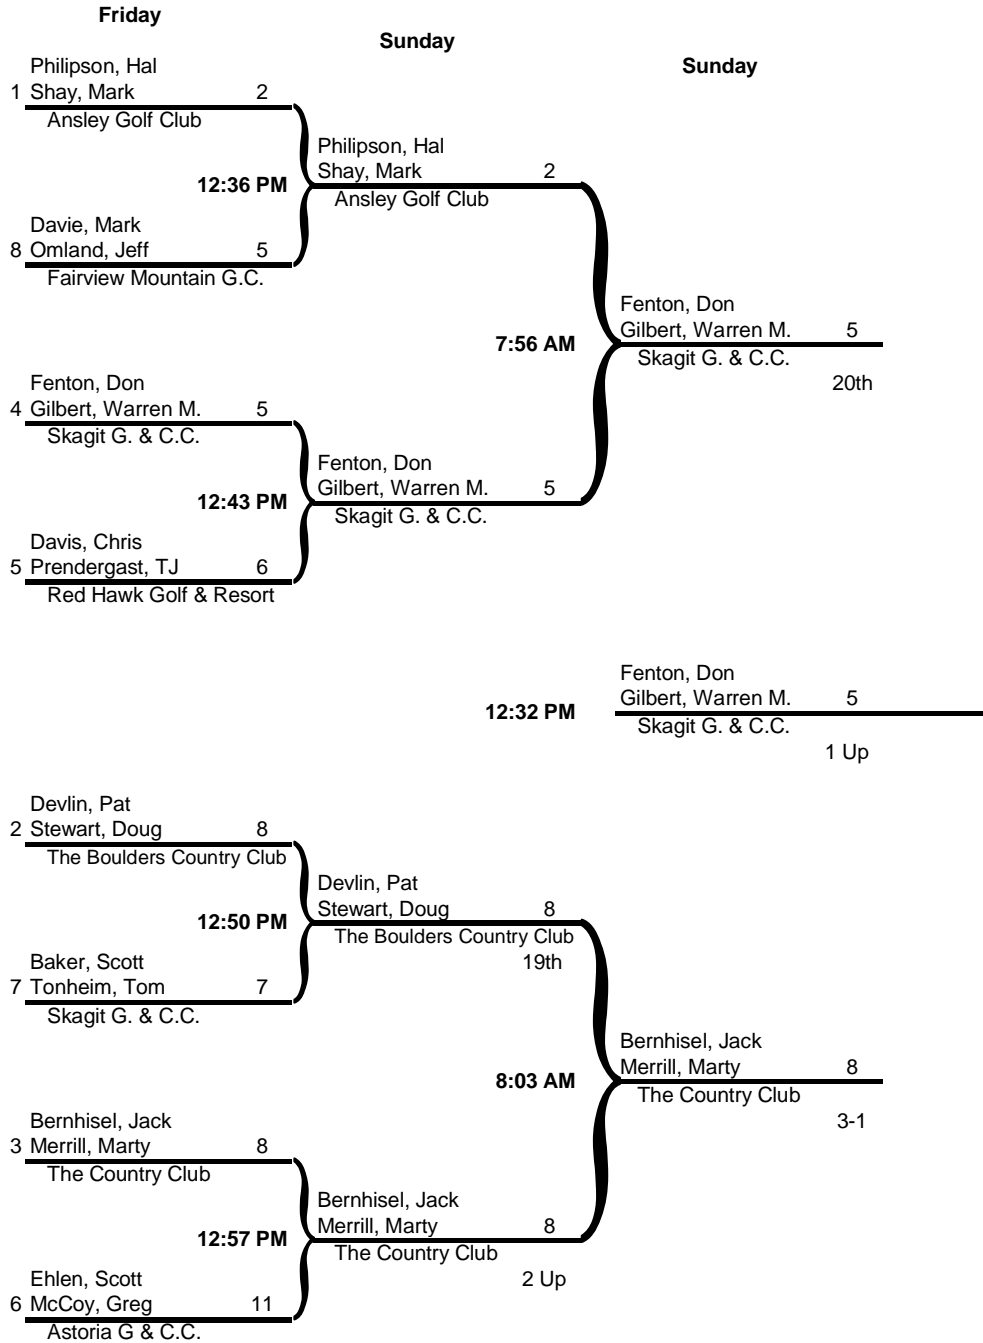 Friday
Sunday
Sunday
Philipson, Hal
1 Shay, Mark 2
Ansley Golf Club
Philipson, Hal
12:36 PM Shay, Mark 2
Ansley Golf Club
Davie, Mark
8 Omland, Jeff 5
Fairview Mountain G.C.
Fenton, Don
7:56 AM Gilbert, Warren M. 5
Skagit G. & C.C.
20th
Fenton, Don
4 Gilbert, Warren M. 5
Skagit G. & C.C.
Fenton, Don
12:43 PM Gilbert, Warren M. 5
Skagit G. & C.C.
Davis, Chris
5 Prendergast, TJ 6
Red Hawk Golf & Resort
Fenton, Don
12:32 PM Gilbert, Warren M. 5
Skagit G. & C.C.
1 Up
Devlin, Pat
2 Stewart, Doug 8
The Boulders Country Club
Devlin, Pat
12:50 PM Stewart, Doug 8
The Boulders Country Club
19th
Baker, Scott
7 Tonheim, Tom 7
Skagit G. & C.C.
Bernhisel, Jack
8:03 AM Merrill, Marty 8
The Country Club
3-1
Bernhisel, Jack
3 Merrill, Marty 8
The Country Club
Bernhisel, Jack
12:57 PM Merrill, Marty 8
The Country Club
2 Up
Ehlen, Scott
6 McCoy, Greg 11
Astoria G & C.C.